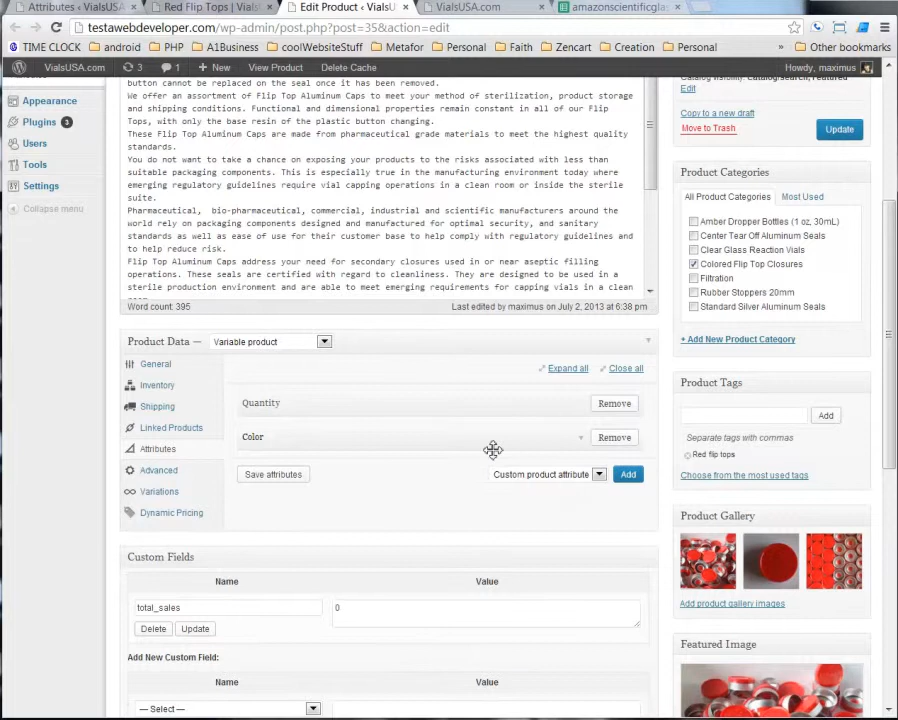 Attributes ‹ VialsUSA
Red Flip Tops | VialsU
Edit Product ‹ VialsU
VialsUSA.com
amazonscientificglas
testawebdeveloper.com/wp-admin/post.php?post=35&action=edit
TIME CLOCK
android
PHP
A1Business
coolWebsiteStuff
Metafor
Personal
Faith
Zencart
Creation
Personal
»
Other bookmarks
VialsUSA.com
3
1
+ New
View Product
Delete Cache
Howdy, maximus
Appearance
Plugins 3
Users
Tools
Settings
Collapse menu
button cannot be replaced on the seal once it has been removed.
We offer an assortment of Flip Top Aluminum Caps to meet your method of sterilization, product storage
and shipping conditions. Functional and dimensional properties remain constant in all of our Flip
Tops, with only the base resin of the plastic button changing.
These Flip Top Aluminum Caps are made from pharmaceutical grade materials to meet the highest quality
standards.
You do not want to take a chance on exposing your products to the risks associated with less than
suitable packaging components. This is especially true in the manufacturing environment today where
emerging regulatory guidelines require vial capping operations in a clean room or inside the sterile
suite.
Pharmaceutical, bio-pharmaceutical, commercial, industrial and scientific manufacturers around the
world rely on packaging components designed and manufactured for optimal security, and sanitary
standards as well as ease of use for their customer base to help comply with regulatory guidelines and
to help reduce risk.
Flip Top Aluminum Caps address your need for secondary closures used in or near aseptic filling
operations. These seals are certified with regard to cleanliness. They are designed to be used in a
sterile production environment and are able to meet emerging requirements for capping vials in a clean
room.
Word count: 395
Last edited by maximus on July 2, 2013 at 6:38 pm
Product Data —
Variable product
General
Inventory
Shipping
Linked Products
Attributes
Advanced
Variations
Dynamic Pricing
Expand all
Close all
Quantity
Remove
Color
Remove
Save attributes
Custom product attribute
Add
Custom Fields
Name
Value
total_sales
0
Delete
Update
Add New Custom Field:
Name
Value
— Select —
Catalog visibility: Catalog/search, Featured
Edit
Copy to a new draft
Move to Trash
Update
Product Categories
All Product Categories
Most Used
Amber Dropper Bottles (1 oz, 30mL)
Center Tear Off Aluminum Seals
Clear Glass Reaction Vials
Colored Flip Top Closures
Filtration
Rubber Stoppers 20mm
Standard Silver Aluminum Seals
+ Add New Product Category
Product Tags
Add
Separate tags with commas
Red flip tops
Choose from the most used tags
Product Gallery
Add product gallery images
Featured Image